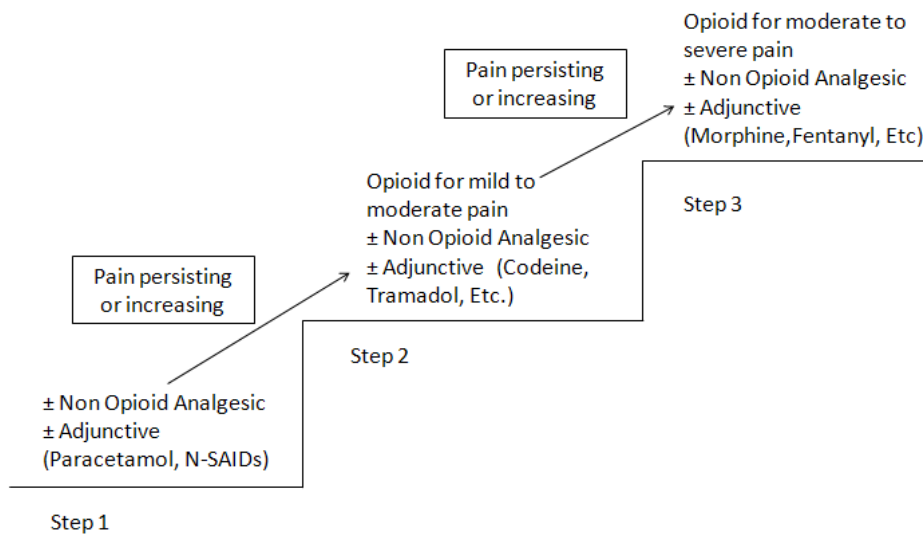 Opioid for moderate to
severe pain
± Non Opioid Analgesic
± Adjunctive
(Morphine,Fentanyl, Etc)
Step 3
Pain persisting
or increasing
Opioid for mild to
moderate pain
± Non Opioid Analgesic
± Adjunctive (Codeine,
Tramadol, Etc.)
Step 2
Pain persisting
or increasing
± Non Opioid Analgesic
± Adjunctive
(Paracetamol, N-SAIDs)
Step 1